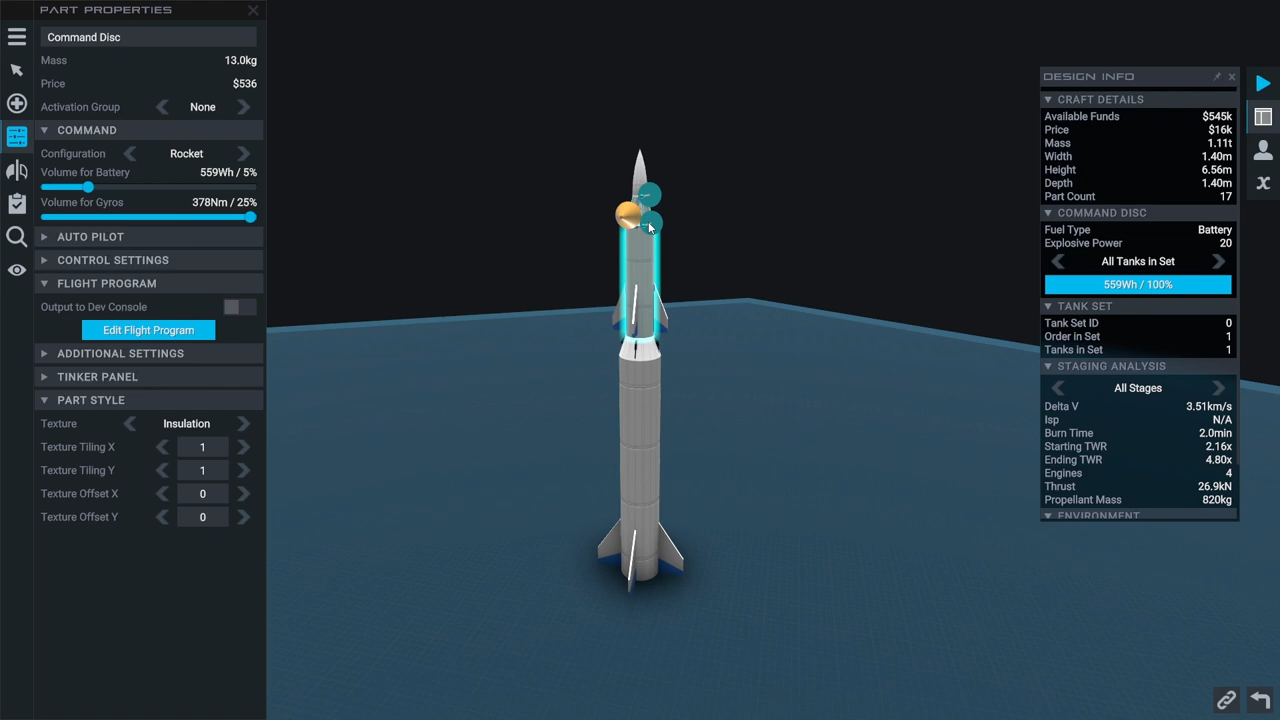 PART PROPERTIES
Command Disc
Mass 13.0kg
Price $536
Activation Group None
COMMAND
Configuration Rocket
Volume for Battery 559Wh / 5%
Volume for Gyros 378Nm / 25%
AUTO PILOT
CONTROL SETTINGS
FLIGHT PROGRAM
Output to Dev Console
Edit Flight Program
ADDITIONAL SETTINGS
TINKER PANEL
PART STYLE
Texture Insulation
Texture Tiling X 1
Texture Tiling Y 1
Texture Offset X 0
Texture Offset Y 0
DESIGN INFO
CRAFT DETAILS
Available Funds $545k
Price $16k
Mass 1.11t
Width 1.40m
Height 6.56m
Depth 1.40m
Part Count 17
COMMAND DISC
Fuel Type Battery
Explosive Power 20
All Tanks in Set
559Wh / 100%
TANK SET
Tank Set ID 0
Order in Set 1
Tanks in Set 1
STAGING ANALYSIS
All Stages
Delta V 3.51km/s
Isp N/A
Burn Time 2.0min
Starting TWR 2.16x
Ending TWR 4.80x
Engines 4
Thrust 26.9kN
Propellant Mass 820kg
ENVIRONMENT